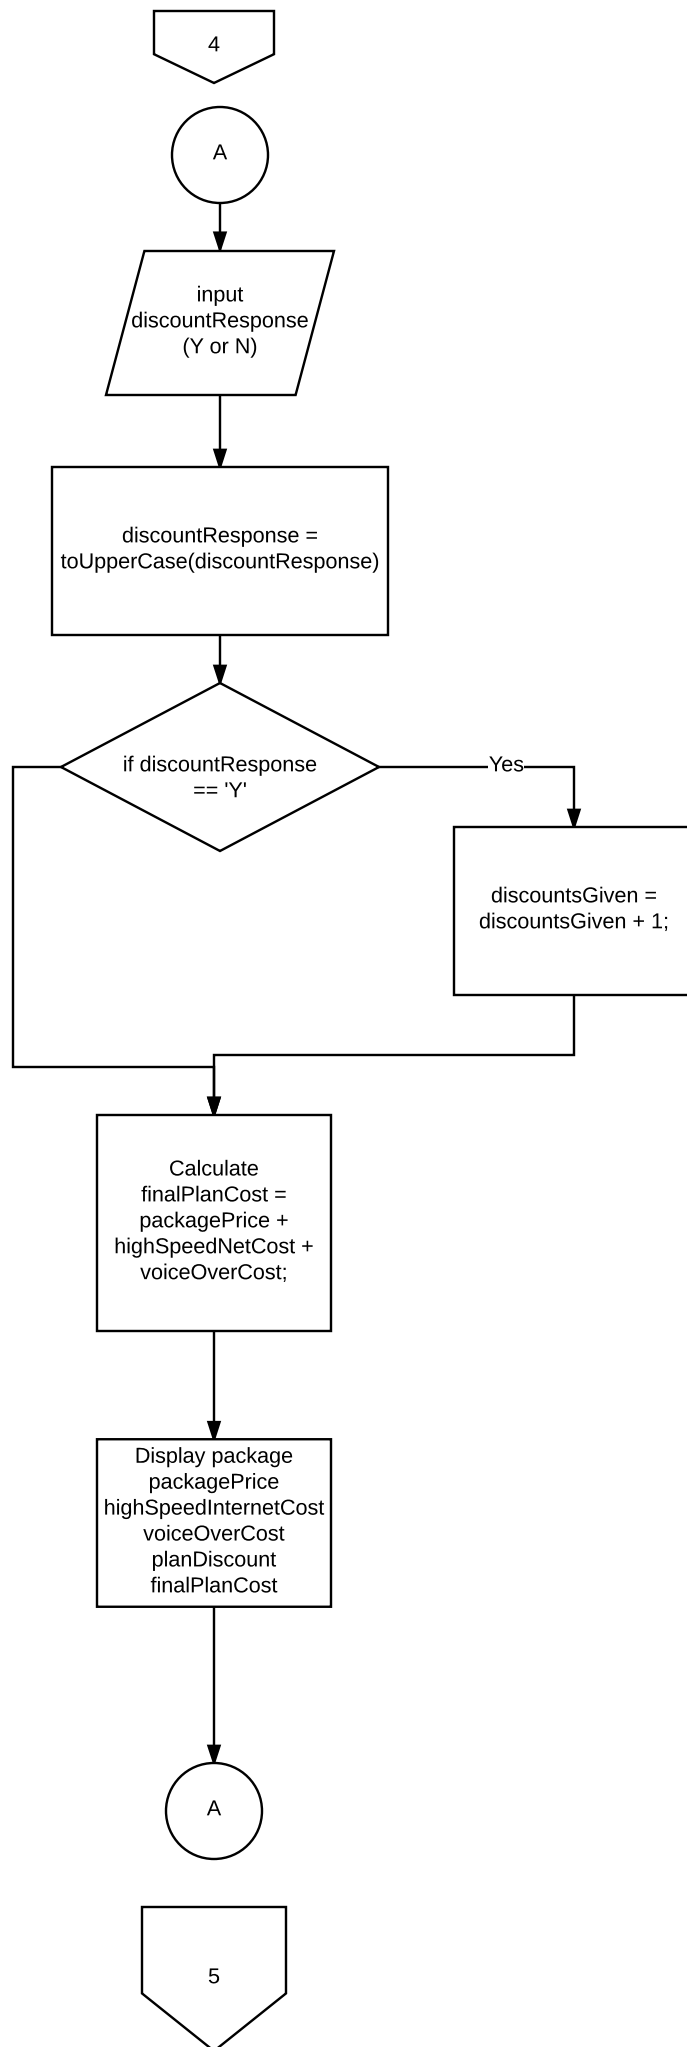 4
A
input
discountResponse
(Y or N)
discountResponse =
toUpperCase(discountResponse)
if discountResponse
== 'Y'
Yes
discountsGiven =
discountsGiven + 1;
Calculate
finalPlanCost =
packagePrice +
highSpeedNetCost +
voiceOverCost;
Display package
packagePrice
highSpeedInternetCost
voiceOverCost
planDiscount
finalPlanCost
A
5